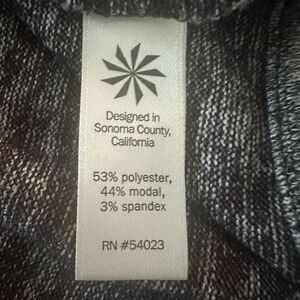 Designed in
Sonoma County,
California
53% polyester,
44% modal,
3% spandex
RN #54023